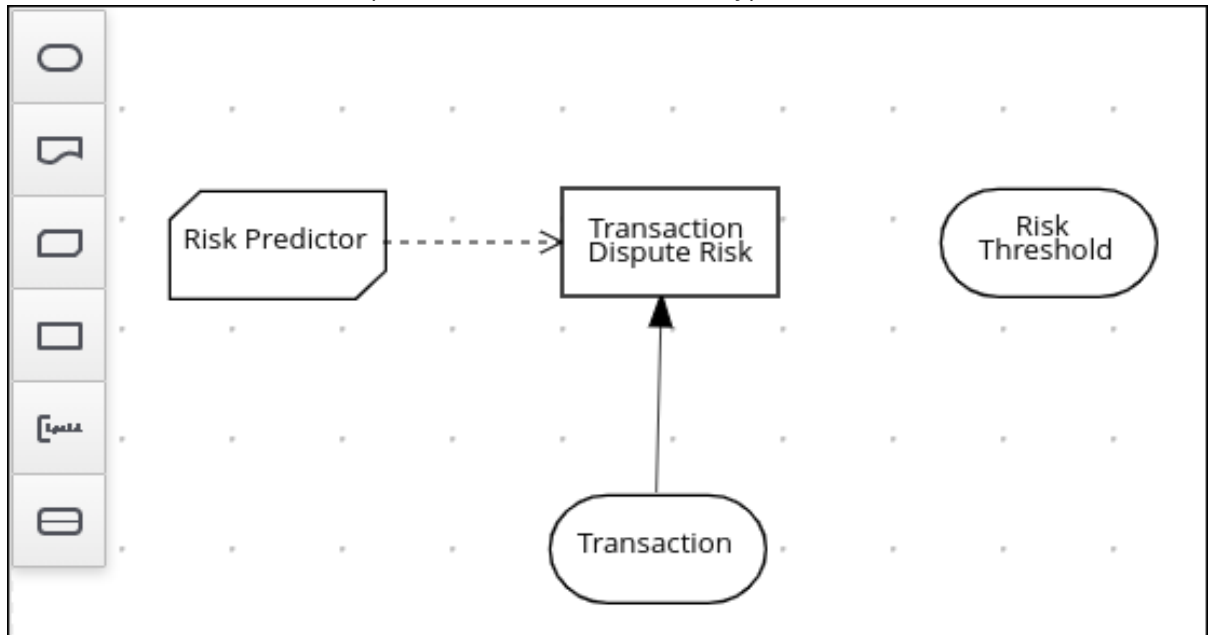 Risk Predictor
Transaction
Dispute Risk
Risk
Threshold
Transaction